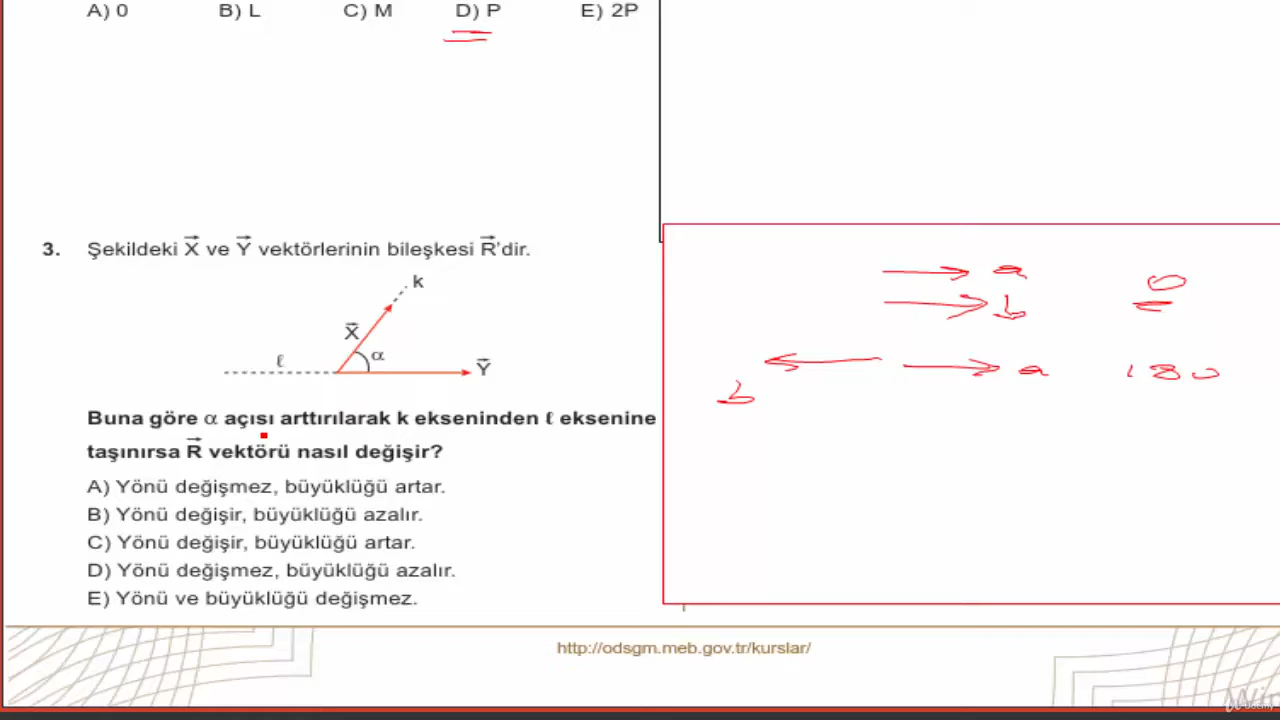 A) 0 B) L C) M D) P E) 2P
3. Şekildeki X ve Y vektörlerinin bileşkesi R'dir.
k
X
α
ℓ
Y
Buna göre α açısı arttırılarak k ekseninden ℓ eksenine
taşınırsa R vektörü nasıl değişir?
A) Yönü değişmez, büyüklüğü artar.
B) Yönü değişir, büyüklüğü azalır.
C) Yönü değişir, büyüklüğü artar.
D) Yönü değişmez, büyüklüğü azalır.
E) Yönü ve büyüklüğü değişmez.
a 0
b
a 180
b
http://odsgm.meb.gov.tr/kurslar/